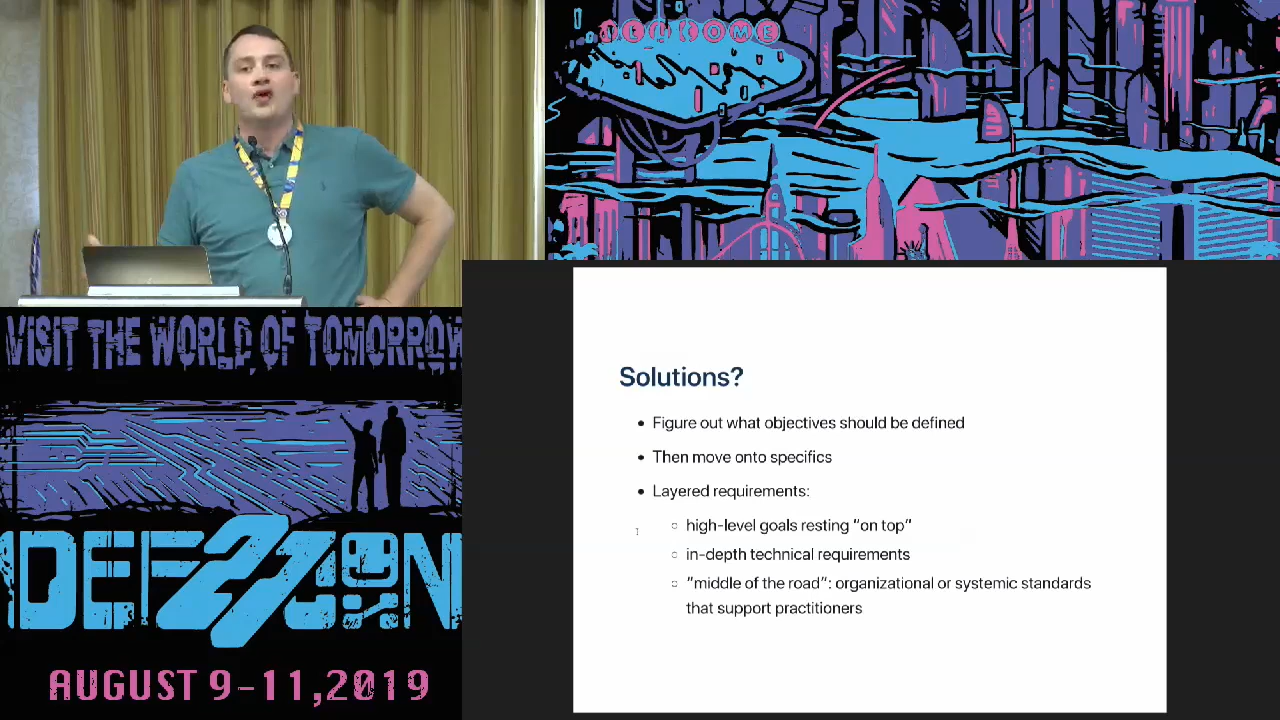 WELCOME
VISIT THE WORLD OF TOMORROW
DEF 27 CON
AUGUST 9-11,2019
Solutions?
• Figure out what objectives should be defined
• Then move onto specifics
• Layered requirements:
○ high-level goals resting “on top”
○ in-depth technical requirements
○ “middle of the road”: organizational or systemic standards
that support practitioners